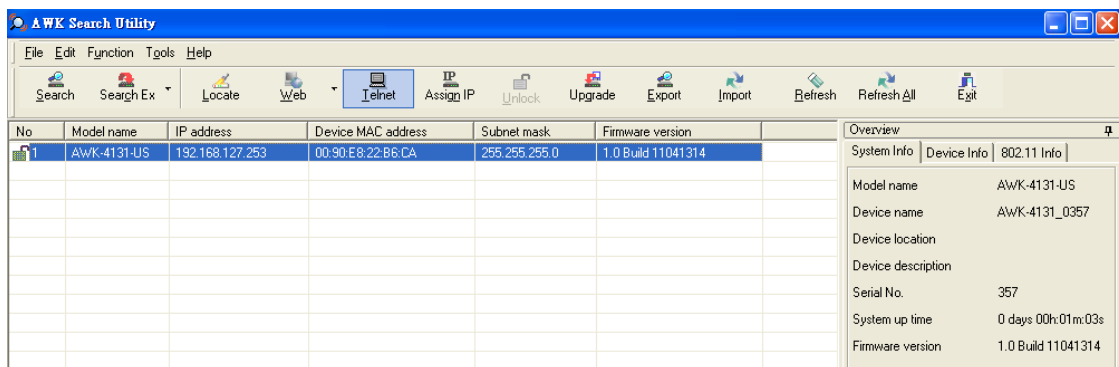 AWK Search Utility
File Edit Function Tools Help
Search Search Ex Locate Web Telnet Assign IP Unlock Upgrade Export Import Refresh Refresh All Exit
No Model name IP address Device MAC address Subnet mask Firmware version
1 AWK-4131-US 192.168.127.253 00:90:E8:22:B6:CA 255.255.255.0 1.0 Build 11041314
Overview
System Info Device Info 802.11 Info
Model name AWK-4131-US
Device name AWK-4131_0357
Device location
Device description
Serial No. 357
System up time 0 days 00h:01m:03s
Firmware version 1.0 Build 11041314